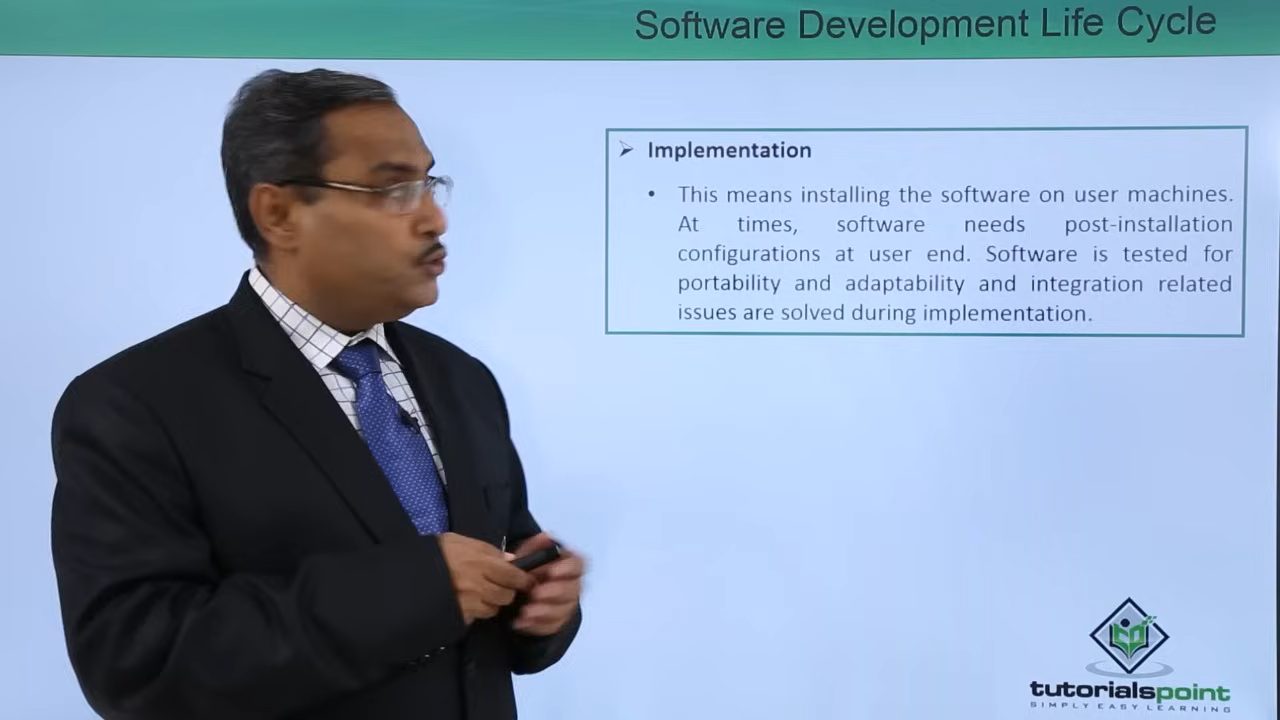 Software Development Life Cycle
➢ Implementation
• This means installing the software on user machines.
At times, software needs post-installation
configurations at user end. Software is tested for
portability and adaptability and integration related
issues are solved during implementation.
tutorialspoint
SIMPLY EASY LEARNING